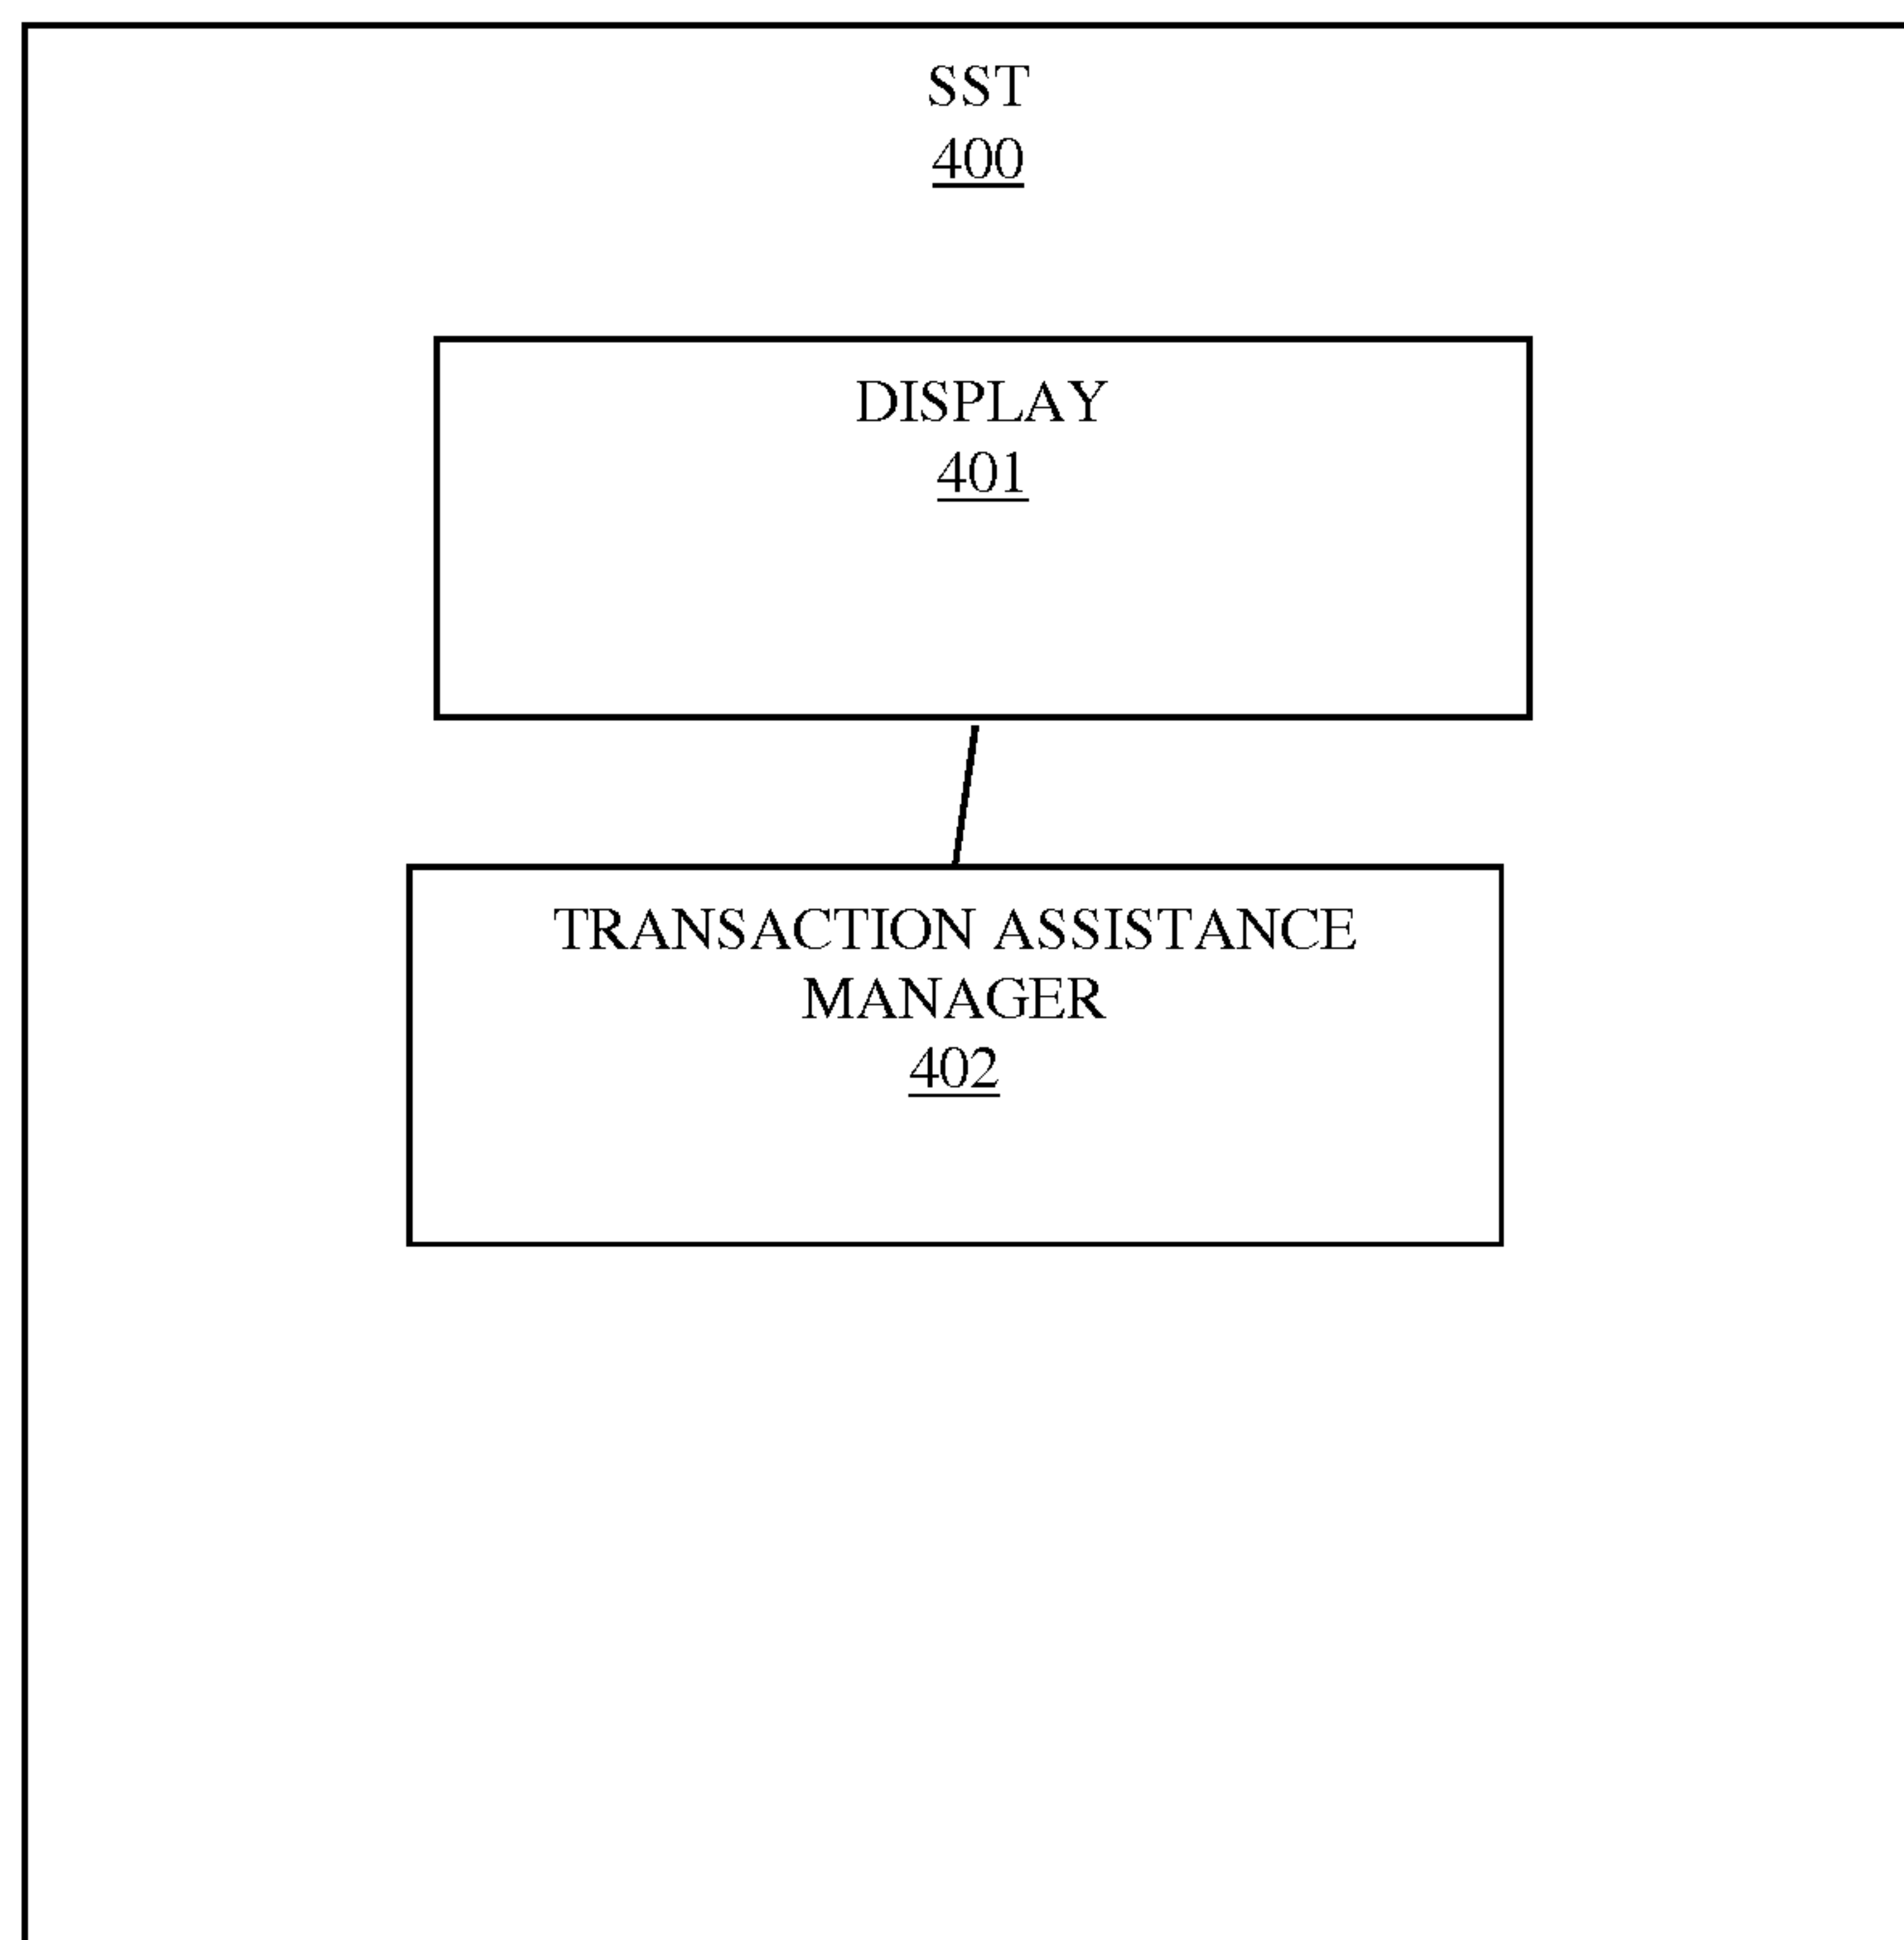 SST
400
DISPLAY
401
TRANSACTION ASSISTANCE
MANAGER
402